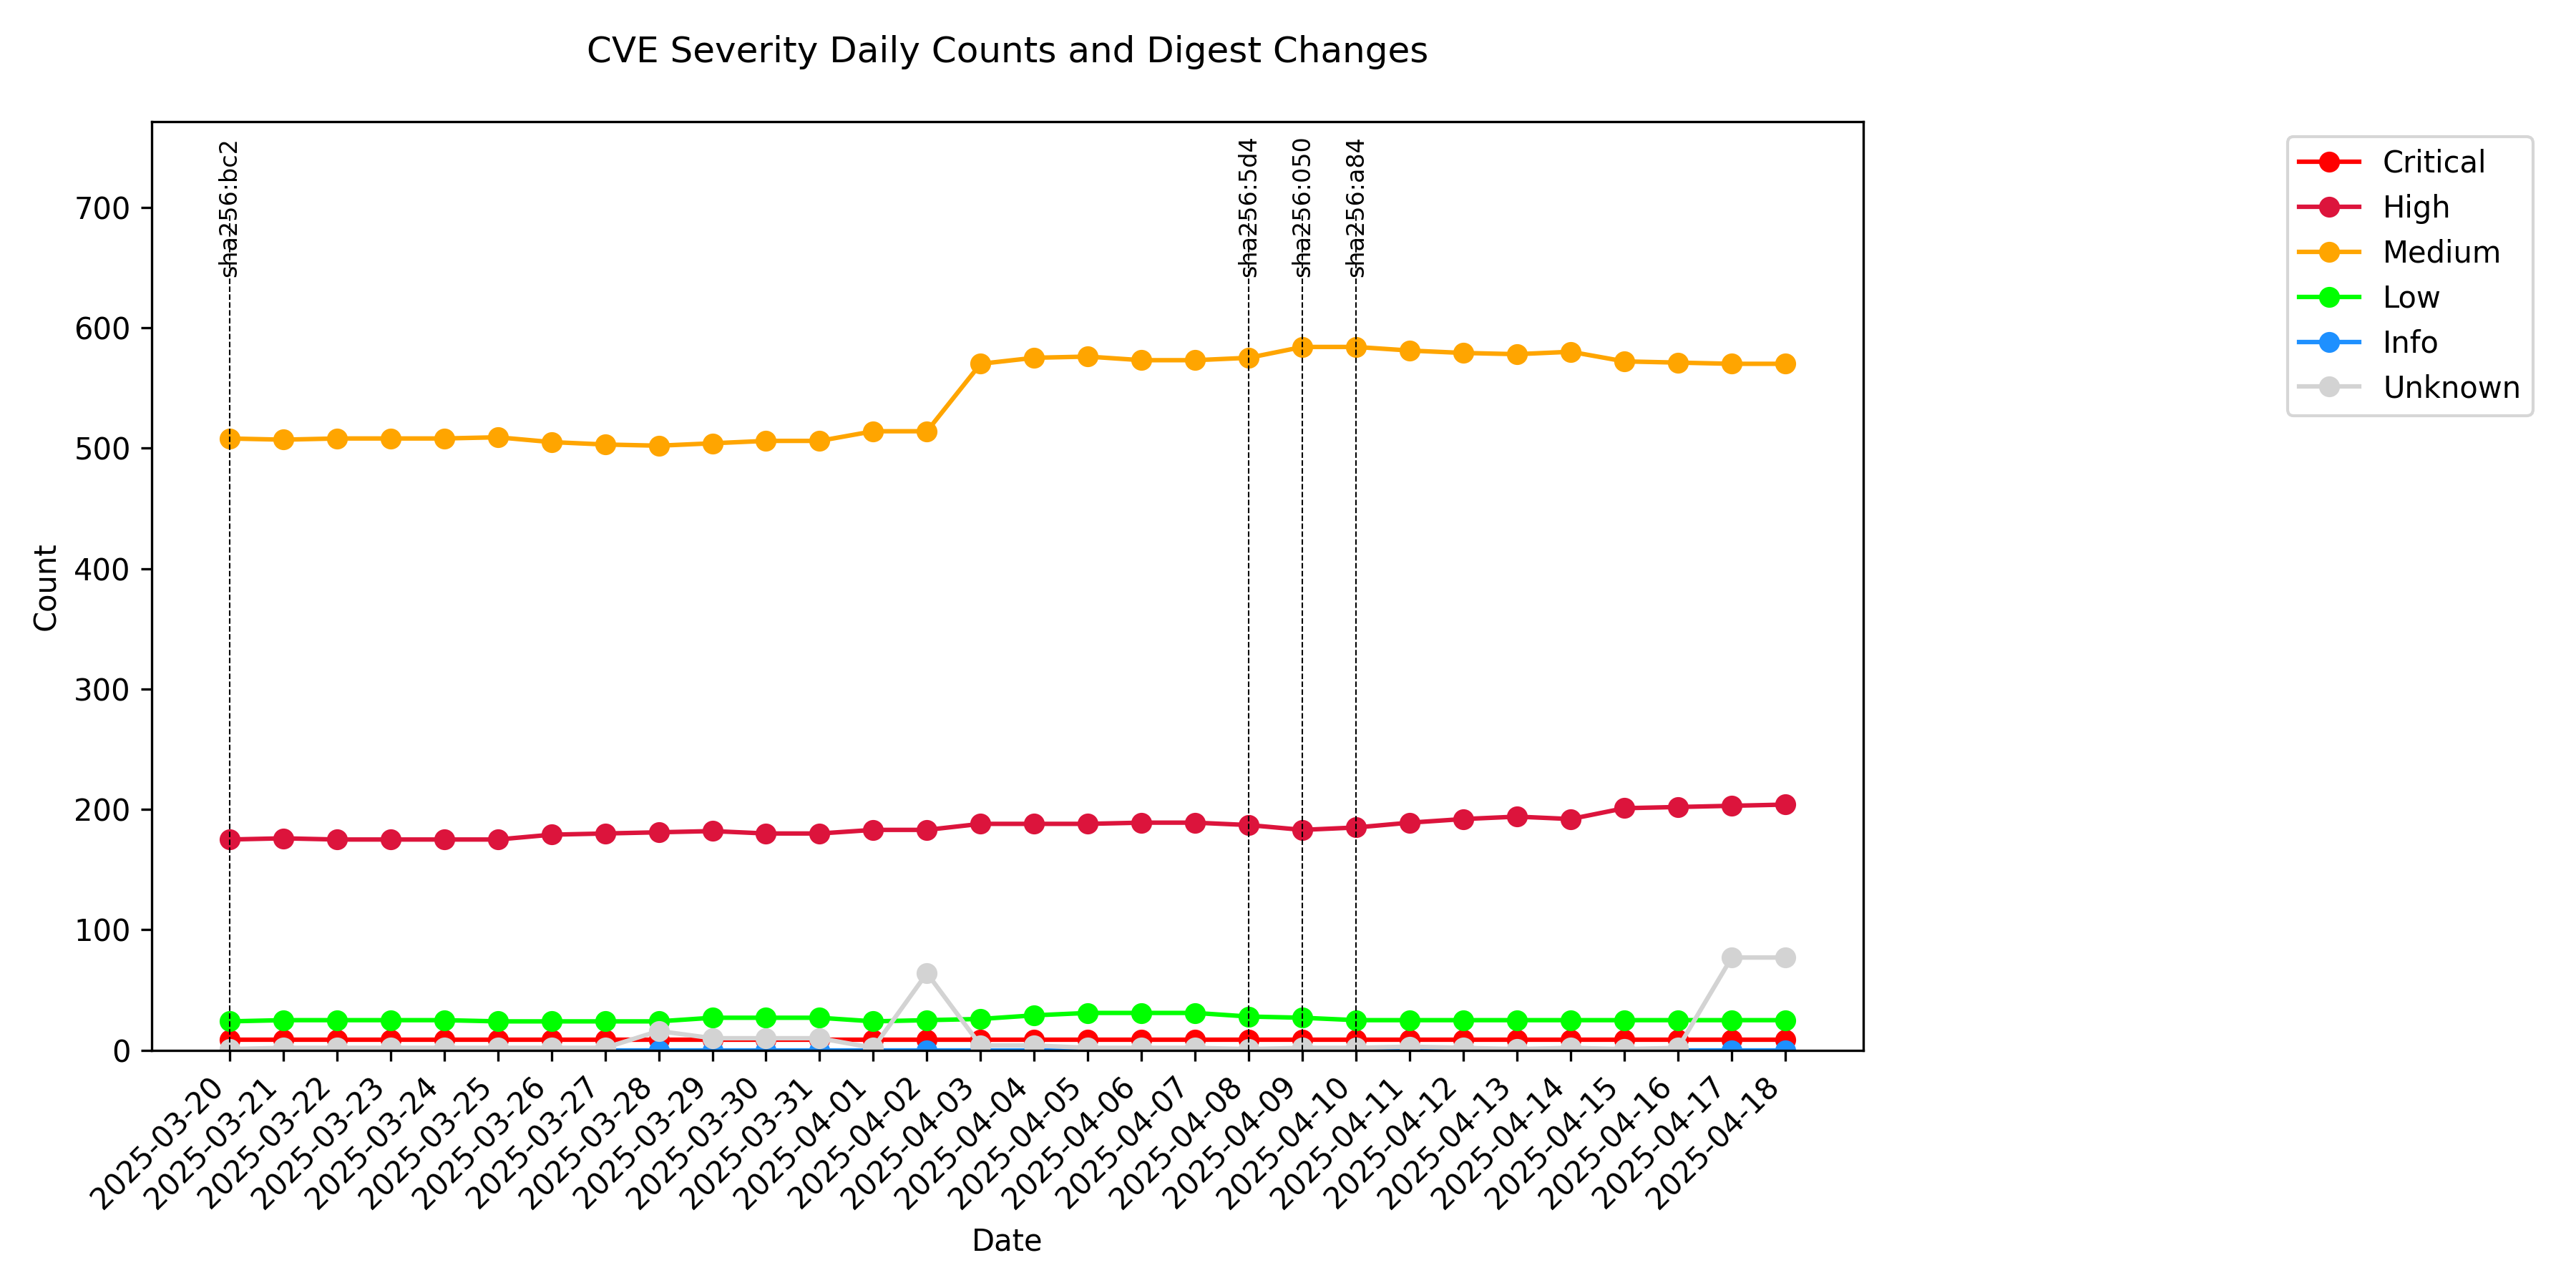 CVE Severity Daily Counts and Digest Changes
sha256:bc2
sha256:5d4
sha256:050
sha256:a84
Critical
High
Medium
Low
Info
Unknown
Count
700
600
500
400
300
200
100
0
2025-03-20
2025-03-21
2025-03-22
2025-03-23
2025-03-24
2025-03-25
2025-03-26
2025-03-27
2025-03-28
2025-03-29
2025-03-30
2025-03-31
2025-04-01
2025-04-02
2025-04-03
2025-04-04
2025-04-05
2025-04-06
2025-04-07
2025-04-08
2025-04-09
2025-04-10
2025-04-11
2025-04-12
2025-04-13
2025-04-14
2025-04-15
2025-04-16
2025-04-17
2025-04-18
Date